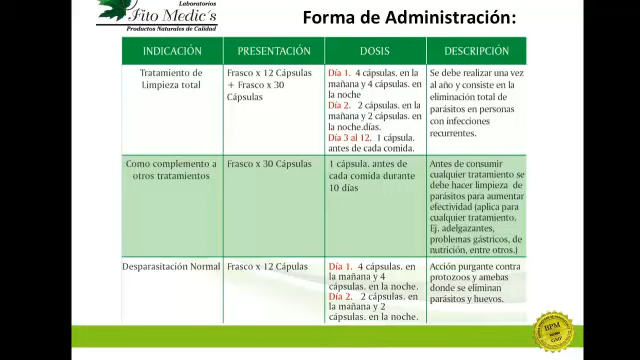 Laboratorios
Fito Medic's
Productos Naturales de Calidad
Forma de Administración:
INDICACIÓN PRESENTACIÓN DOSIS DESCRIPCIÓN
Tratamiento de
Limpieza total
Frasco x 12 Cápsulas
+ Frasco x 30
Cápsulas
Día 1. 4 cápsulas. en la
mañana y 4 cápsulas. en
la noche
Día 2. 2 cápsulas. en la
mañana y 2 cápsulas. en
la noche.días.
Día 3 al 12. 1 cápsula.
antes de cada comida.
Se debe realizar una vez
al año y consiste en la
eliminación total de
parásitos en personas
con infecciones
recurrentes.
Como complemento a
otros tratamientos
Frasco x 30 Cápsulas
1 cápsula. antes de
cada comida durante
10 días
Antes de consumir
cualquier tratamiento se
debe hacer limpieza de
parásitos para aumentar
efectividad (aplica para
cualquier tratamiento.
Ej. adelgazantes,
problemas gástricos, de
nutrición, entre otros.)
Desparasitación Normal
Frasco x 12 Cápulas
Día 1. 4 cápsulas. en
la mañana y 4
cápsulas. en la noche.
Día 2. 2 cápsulas. en
la mañana y 2
cápsulas. en la noche.
Acción purgante contra
protozoos y amebas
donde se eliminan
parásitos y huevos.
BPM
GMP